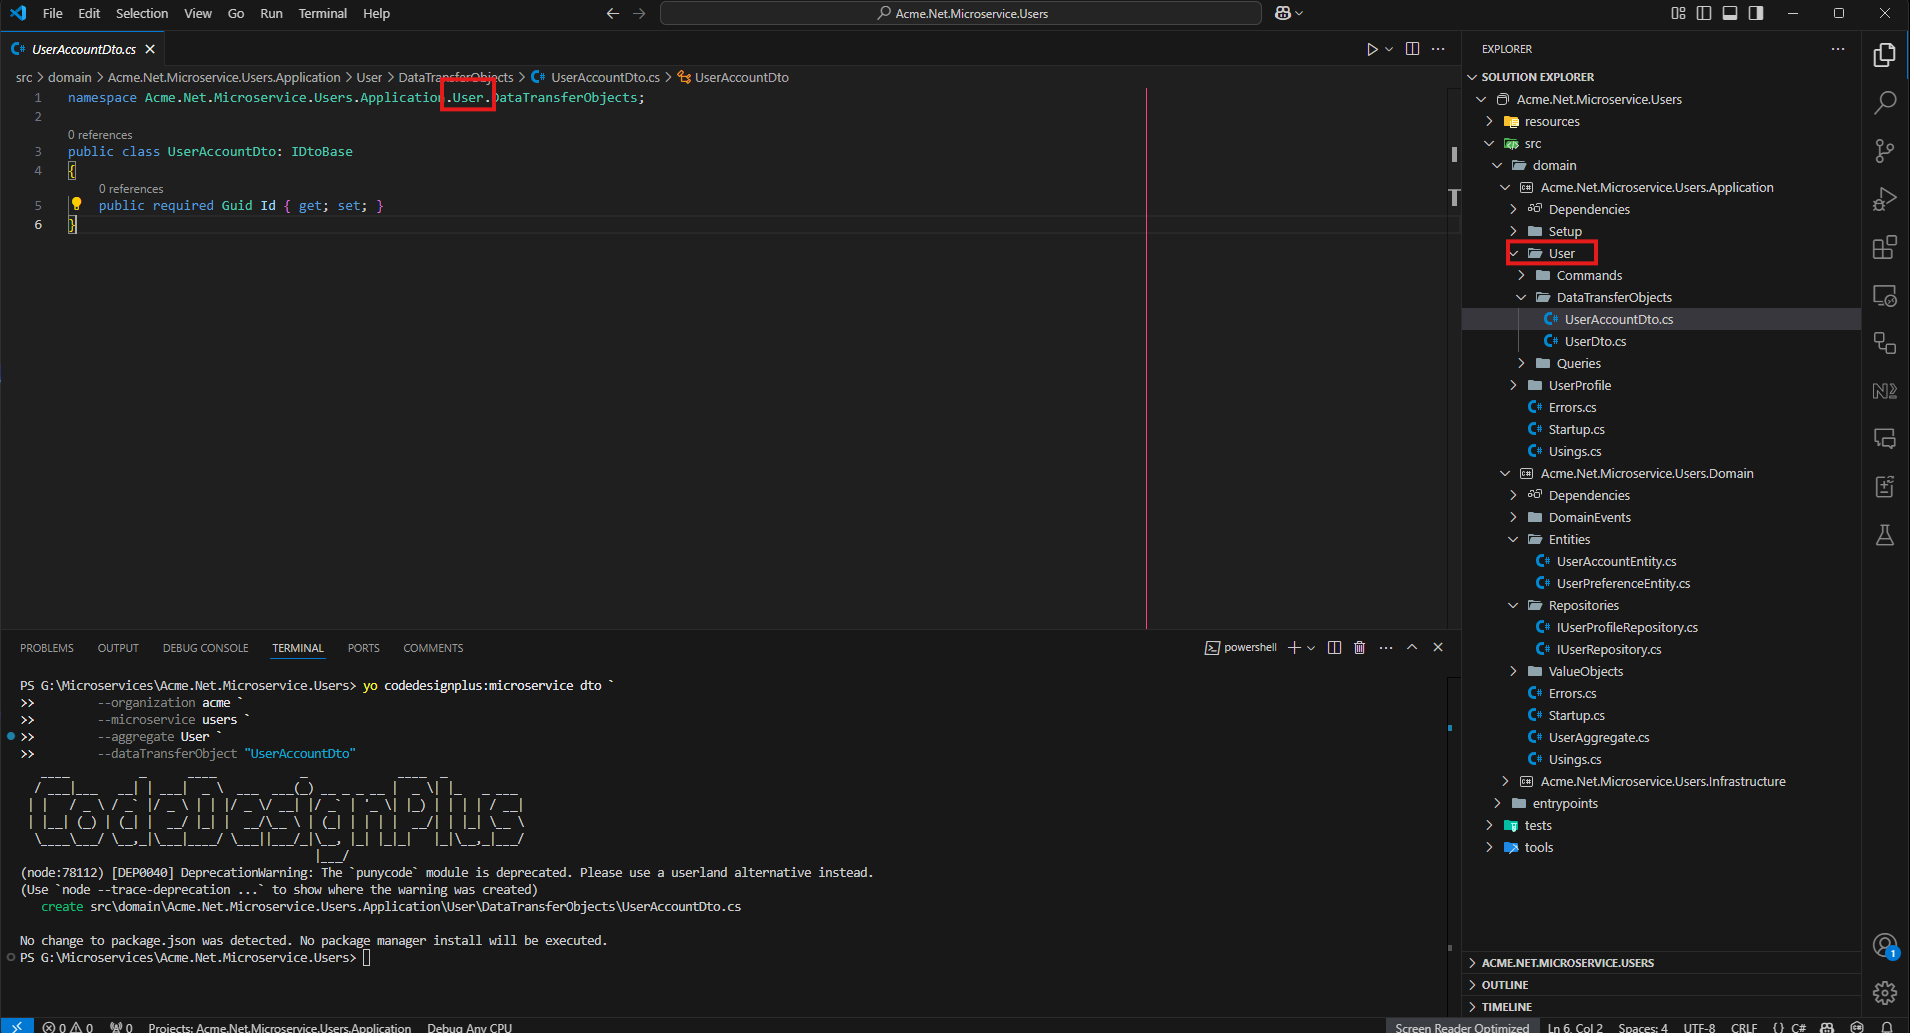 File Edit Selection View Go Run Terminal Help
Acme.Net.Microservice.Users
UserAccountDto.cs
src > domain > Acme.Net.Microservice.Users.Application > User > DataTransferObjects > UserAccountDto.cs > UserAccountDto
1 namespace Acme.Net.Microservice.Users.Application.User.DataTransferObjects;
2
0 references
3 public class UserAccountDto: IDtoBase
4 {
0 references
5 public required Guid Id { get; set; }
6 }
PROBLEMS OUTPUT DEBUG CONSOLE TERMINAL PORTS COMMENTS
powershell
PS G:\Microservices\Acme.Net.Microservice.Users> yo codedesignplus:microservice dto `
>> --organization acme `
>> --microservice users `
>> --aggregate User `
>> --dataTransferObject "UserAccountDto"
CodeDesignPlus
(node:78112) [DEP0040] DeprecationWarning: The `punycode` module is deprecated. Please use a userland alternative instead.
(Use `node --trace-deprecation ...` to show where the warning was created)
create src\domain\Acme.Net.Microservice.Users.Application\User\DataTransferObjects\UserAccountDto.cs
No change to package.json was detected. No package manager install will be executed.
PS G:\Microservices\Acme.Net.Microservice.Users>
EXPLORER
SOLUTION EXPLORER
Acme.Net.Microservice.Users
resources
src
domain
Acme.Net.Microservice.Users.Application
Dependencies
Setup
User
Commands
DataTransferObjects
UserAccountDto.cs
UserDto.cs
Queries
UserProfile
Errors.cs
Startup.cs
Usings.cs
Acme.Net.Microservice.Users.Domain
Dependencies
DomainEvents
Entities
UserAccountEntity.cs
UserPreferenceEntity.cs
Repositories
IUserProfileRepository.cs
IUserRepository.cs
ValueObjects
Errors.cs
Startup.cs
UserAggregate.cs
Usings.cs
Acme.Net.Microservice.Users.Infrastructure
entrypoints
tests
tools
ACME.NET.MICROSERVICE.USERS
OUTLINE
TIMELINE
1
0 0 0 Projects: Acme.Net.Microservice.Users.Application Debug Any CPU
Screen Reader Optimized Ln 6, Col 2 Spaces: 4 UTF-8 CRLF {} C#